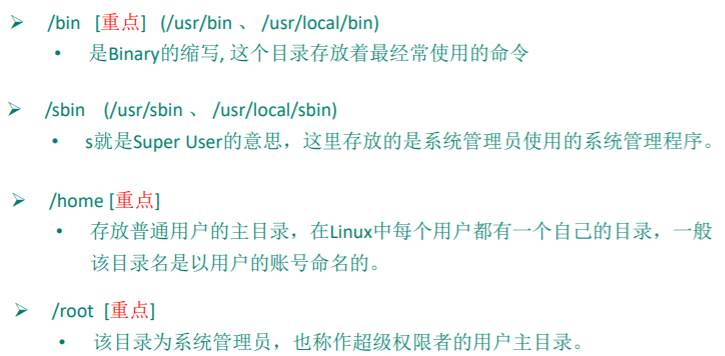 ➢ /bin [重点] (/usr/bin 、 /usr/local/bin)
• 是Binary的缩写, 这个目录存放着最经常使用的命令
➢ /sbin (/usr/sbin 、 /usr/local/sbin)
• s就是Super User的意思，这里存放的是系统管理员使用的系统管理程序。
➢ /home [重点]
• 存放普通用户的主目录，在Linux中每个用户都有一个自己的目录，一般
该目录名是以用户的账号命名的。
➢ /root [重点]
• 该目录为系统管理员，也称作超级权限者的用户主目录。